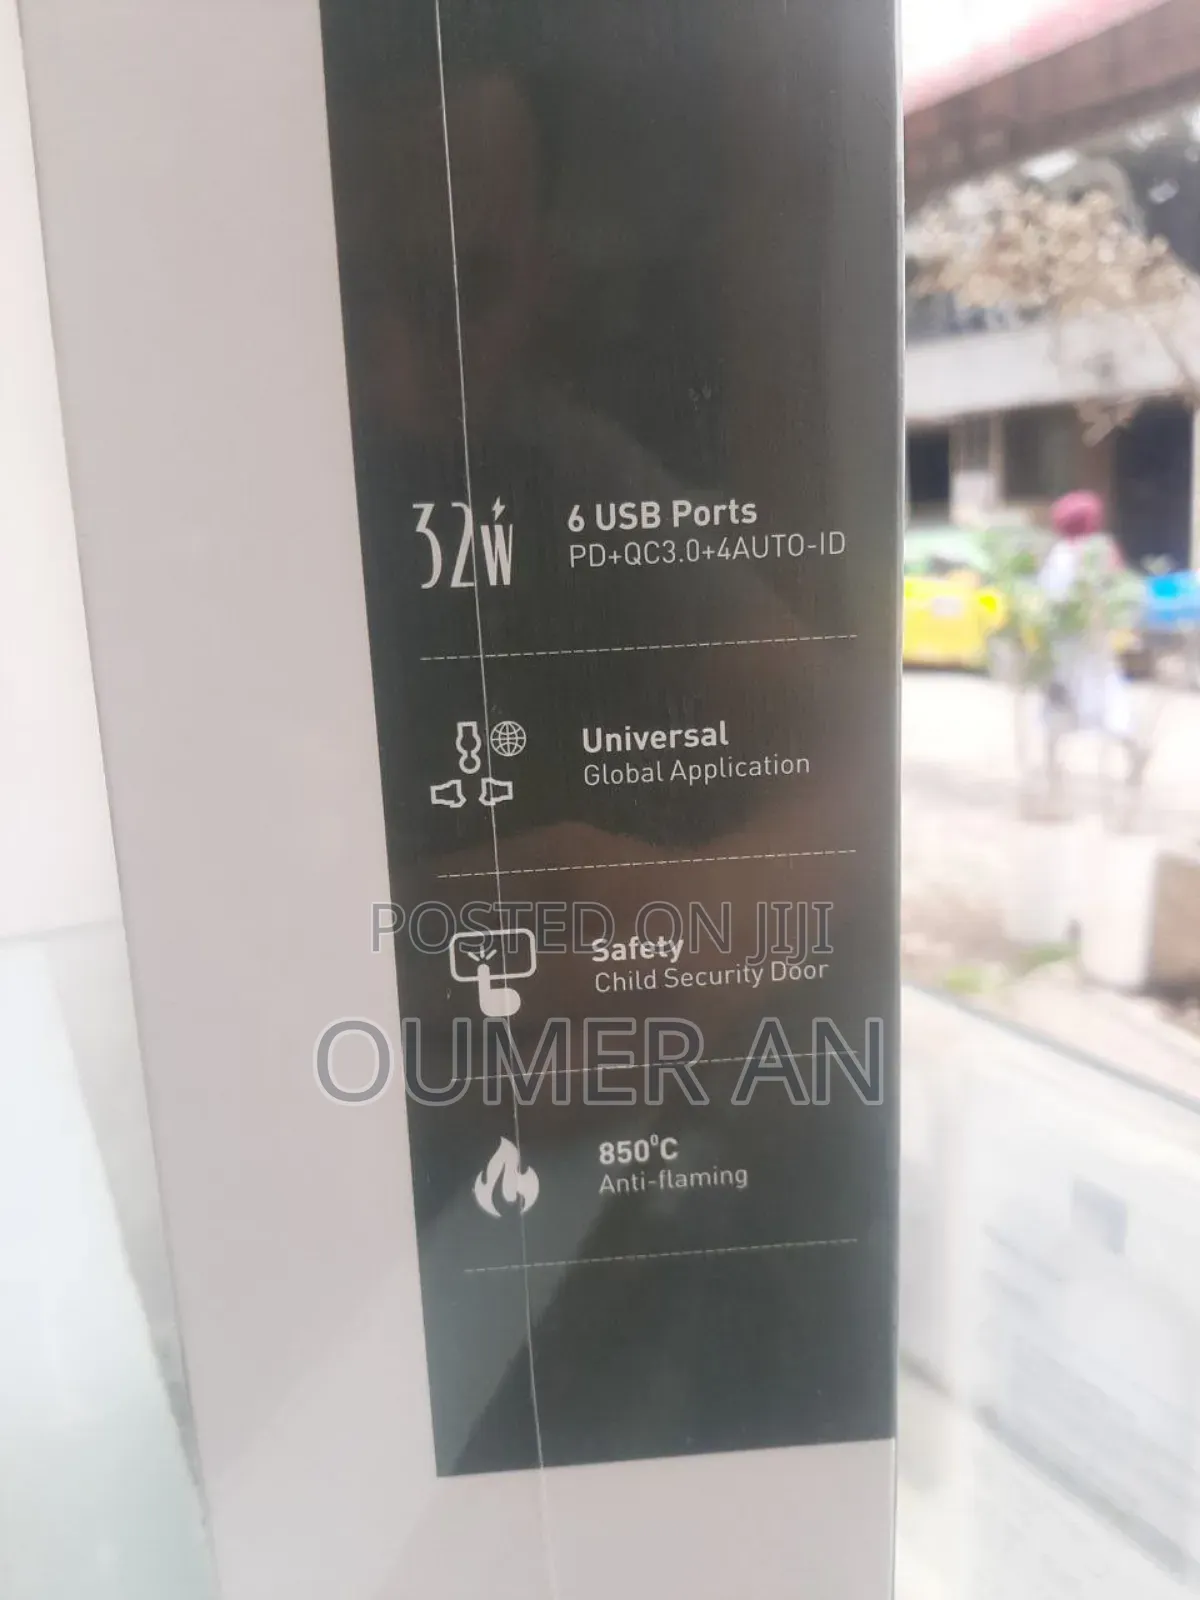 32W
6 USB Ports
PD+QC3.0+4AUTO-ID
Universal
Global Application
POSTED ON JIJI
Safety
Child Security Door
OUMER AN
850°C
Anti-flaming